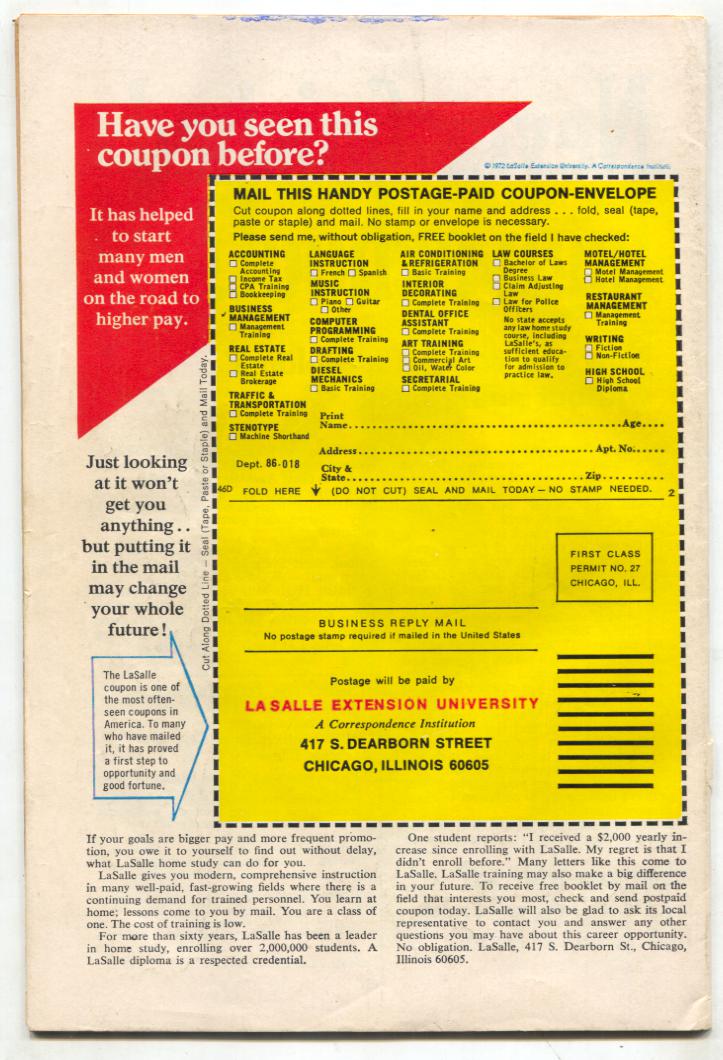 Have you seen this
coupon before?
© 1972 LaSalle Extension University. A Correspondence Institution
It has helped
to start
many men
and women
on the road to
higher pay.
Just looking
at it won't
get you
anything . .
but putting it
in the mail
may change
your whole
future!
The LaSalle
coupon is one of
the most often-
seen coupons in
America. To many
who have mailed
it, it has proved
a first step to
opportunity and
good fortune.
Cut Along Dotted Line — Seal (Tape, Paste or Staple) and Mail Today.
MAIL THIS HANDY POSTAGE-PAID COUPON-ENVELOPE
Cut coupon along dotted lines, fill in your name and address . . . fold, seal (tape,
paste or staple) and mail. No stamp or envelope is necessary.
Please send me, without obligation, FREE booklet on the field I have checked:
ACCOUNTING
☐ Complete
Accounting
☐ Income Tax
☐ CPA Training
☐ Bookkeeping
BUSINESS
MANAGEMENT
☐ Management
Training
REAL ESTATE
☐ Complete Real
Estate
☐ Real Estate
Brokerage
TRAFFIC &
TRANSPORTATION
☐ Complete Training
STENOTYPE
☐ Machine Shorthand
LANGUAGE
INSTRUCTION
☐ French ☐ Spanish
MUSIC
INSTRUCTION
☐ Piano ☐ Guitar
☐ Other
COMPUTER
PROGRAMMING
☐ Complete Training
DRAFTING
☐ Complete Training
DIESEL
MECHANICS
☐ Basic Training
AIR CONDITIONING
& REFRIGERATION
☐ Basic Training
INTERIOR
DECORATING
☐ Complete Training
DENTAL OFFICE
ASSISTANT
☐ Complete Training
ART TRAINING
☐ Complete Training
☐ Commercial Art
☐ Oil, Water Color
SECRETARIAL
☐ Complete Training
LAW COURSES
☐ Bachelor of Laws
Degree
☐ Business Law
☐ Claim Adjusting
Law
☐ Law for Police
Officers
No state accepts
any law home study
course, including
LaSalle's, as
sufficient educa-
tion to qualify
for admission to
practice law.
MOTEL/HOTEL
MANAGEMENT
☐ Motel Management
☐ Hotel Management
RESTAURANT
MANAGEMENT
☐ Management
Training
WRITING
☐ Fiction
☐ Non-Fiction
HIGH SCHOOL
☐ High School
Diploma
Print
Name..........Age....
Address..........Apt. No.....
Dept. 86-018
City &
State..........Zip..........
46D FOLD HERE ↓ (DO NOT CUT) SEAL AND MAIL TODAY — NO STAMP NEEDED. 2
FIRST CLASS
PERMIT NO. 27
CHICAGO, ILL.
BUSINESS REPLY MAIL
No postage stamp required if mailed in the United States
Postage will be paid by
LA SALLE EXTENSION UNIVERSITY
A Correspondence Institution
417 S. DEARBORN STREET
CHICAGO, ILLINOIS 60605
If your goals are bigger pay and more frequent promo-
tion, you owe it to yourself to find out without delay,
what LaSalle home study can do for you.
LaSalle gives you modern, comprehensive instruction
in many well-paid, fast-growing fields where there is a
continuing demand for trained personnel. You learn at
home; lessons come to you by mail. You are a class of
one. The cost of training is low.
For more than sixty years, LaSalle has been a leader
in home study, enrolling over 2,000,000 students. A
LaSalle diploma is a respected credential.
One student reports: "I received a $2,000 yearly in-
crease since enrolling with LaSalle. My regret is that I
didn't enroll before." Many letters like this come to
LaSalle. LaSalle training may also make a big difference
in your future. To receive free booklet by mail on the
field that interests you most, check and send postpaid
coupon today. LaSalle will also be glad to ask its local
representative to contact you and answer any other
questions you may have about this career opportunity.
No obligation. LaSalle, 417 S. Dearborn St., Chicago,
Illinois 60605.